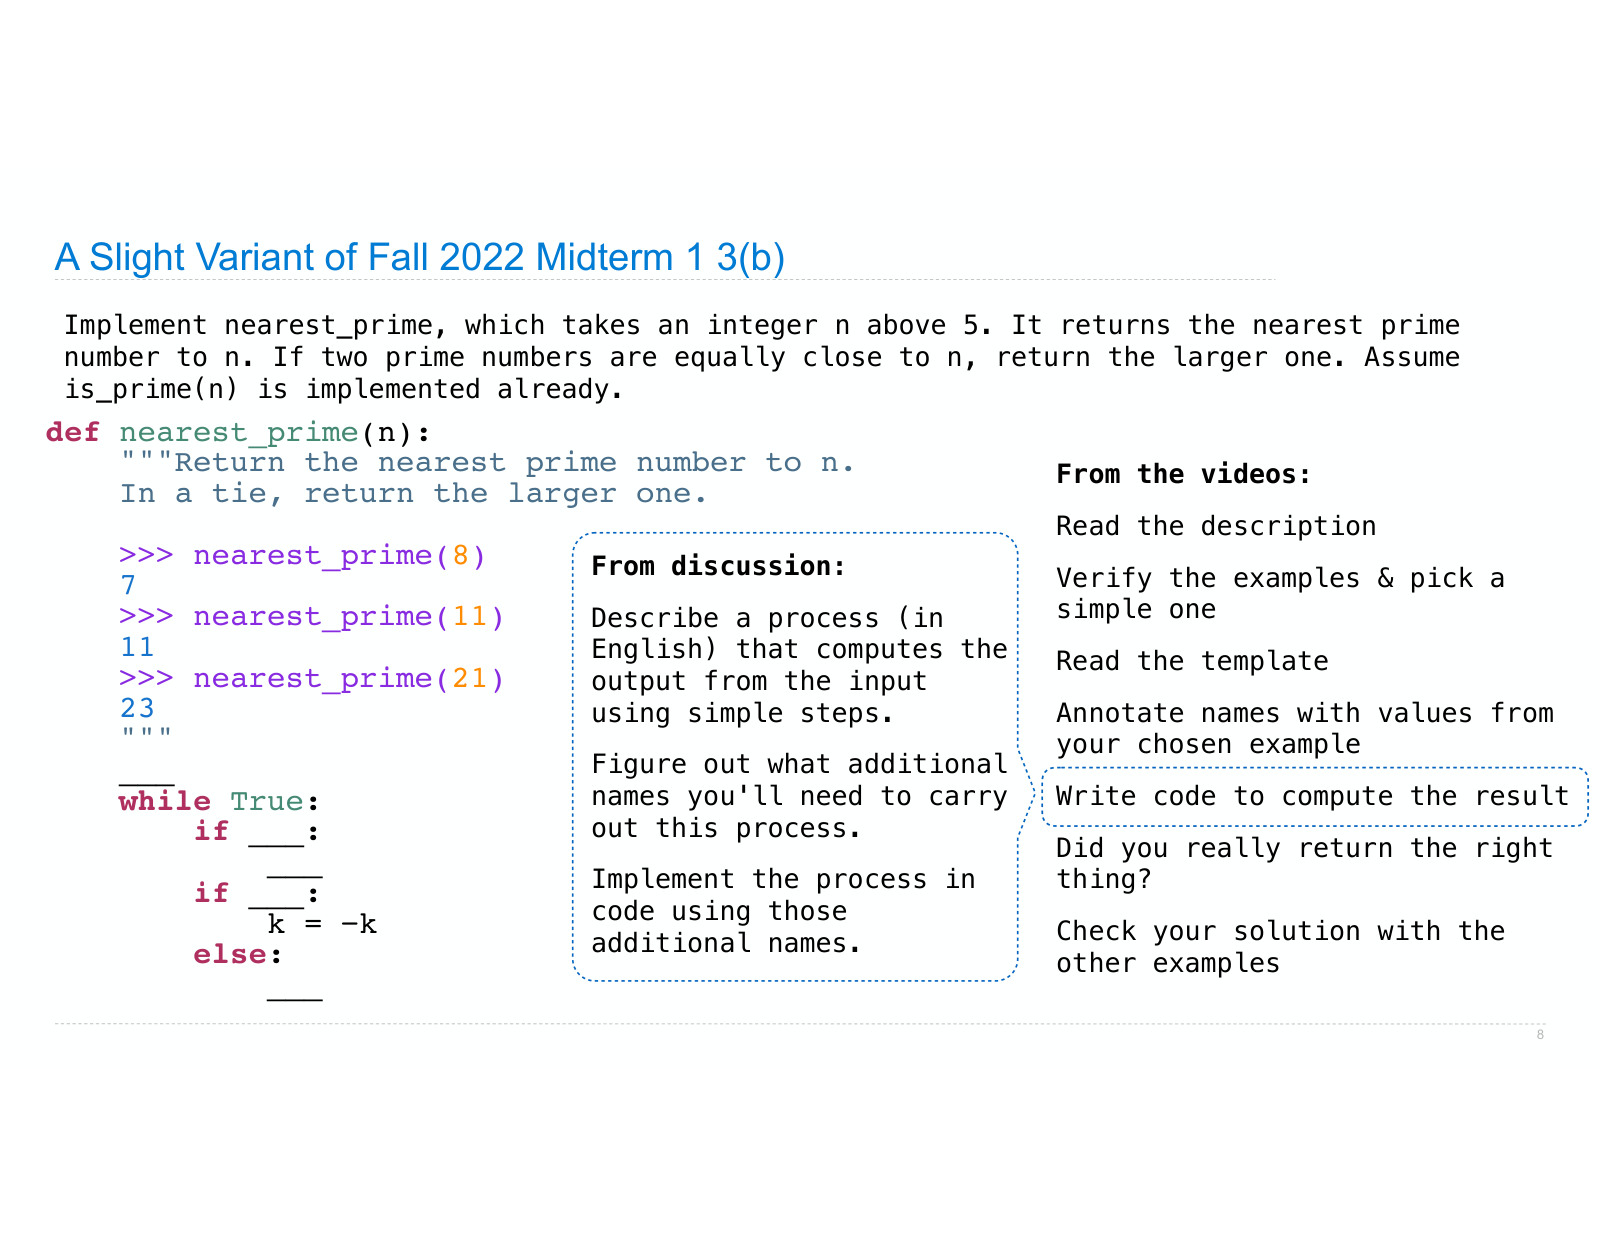 A Slight Variant of Fall 2022 Midterm 1 3(b)
Implement nearest_prime, which takes an integer n above 5. It returns the nearest prime
number to n. If two prime numbers are equally close to n, return the larger one. Assume
is_prime(n) is implemented already.
def nearest_prime(n):
    """Return the nearest prime number to n.
    In a tie, return the larger one.
    >>> nearest_prime(8)
    7
    >>> nearest_prime(11)
    11
    >>> nearest_prime(21)
    23
    """
    ___
    while True:
        if ___:
            ___
        if ___:
            k = -k
        else:
            ___
From discussion:
Describe a process (in
English) that computes the
output from the input
using simple steps.
Figure out what additional
names you'll need to carry
out this process.
Implement the process in
code using those
additional names.
From the videos:
Read the description
Verify the examples & pick a
simple one
Read the template
Annotate names with values from
your chosen example
Write code to compute the result
Did you really return the right
thing?
Check your solution with the
other examples
8